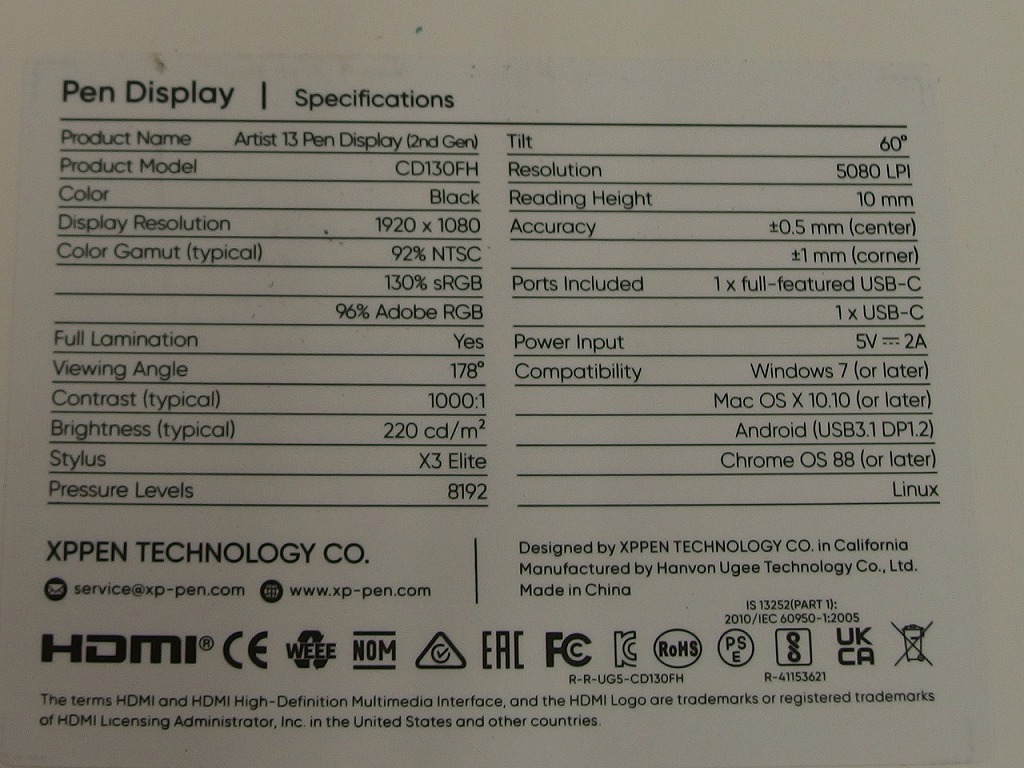 Pen Display | Specifications
Product Name Artist 13 Pen Display (2nd Gen)
Product Model CD130FH
Color Black
Display Resolution 1920 x 1080
Color Gamut (typical) 92% NTSC
130% sRGB
96% Adobe RGB
Full Lamination Yes
Viewing Angle 178°
Contrast (typical) 1000:1
Brightness (typical) 220 cd/m²
Stylus X3 Elite
Pressure Levels 8192
Tilt 60°
Resolution 5080 LPI
Reading Height 10 mm
Accuracy ±0.5 mm (center)
±1 mm (corner)
Ports Included 1 x full-featured USB-C
1 x USB-C
Power Input 5V ⎓ 2A
Compatibility Windows 7 (or later)
Mac OS X 10.10 (or later)
Android (USB3.1 DP1.2)
Chrome OS 88 (or later)
Linux
XPPEN TECHNOLOGY CO.
service@xp-pen.com www.xp-pen.com
Designed by XPPEN TECHNOLOGY CO. in California
Manufactured by Hanvon Ugee Technology Co., Ltd.
Made in China
IS 13252(PART 1):
2010/IEC 60950-1:2005
HDMI® CE WEEE NOM EAC FC KC RoHS PSE UKCA
R-R-UG5-CD130FH R-41153621
The terms HDMI and HDMI High-Definition Multimedia Interface, and the HDMI Logo are trademarks or registered trademarks
of HDMI Licensing Administrator, Inc. in the United States and other countries.